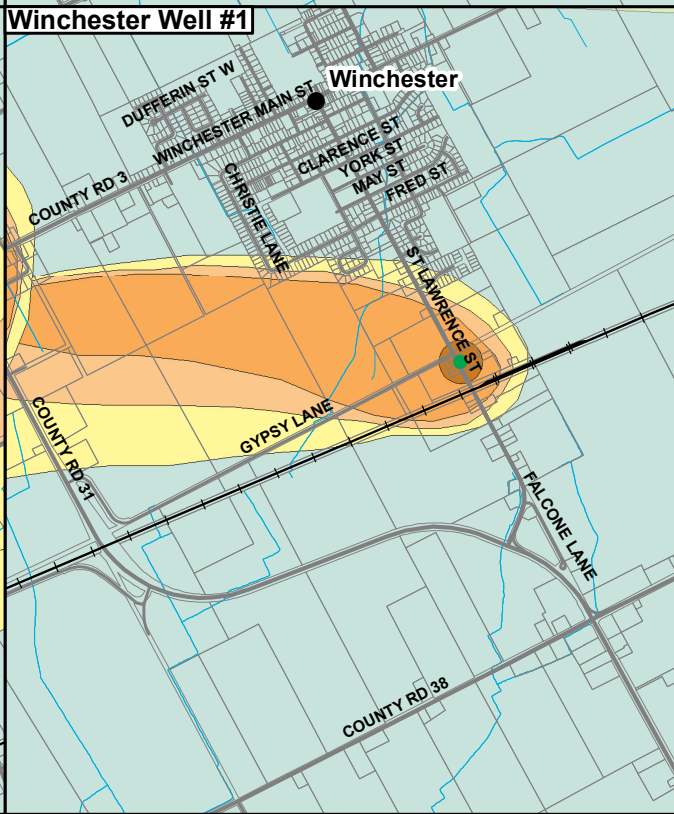 Winchester Well #1
DUFFERIN ST W
Winchester
WINCHESTER MAIN ST
CLARENCE ST
YORK ST
MAY ST
FRED ST
COUNTY RD 3
CHRISTIE LANE
ST LAWRENCE ST
GYPSY LANE
COUNTY RD 31
FALCONE LANE
COUNTY RD 38